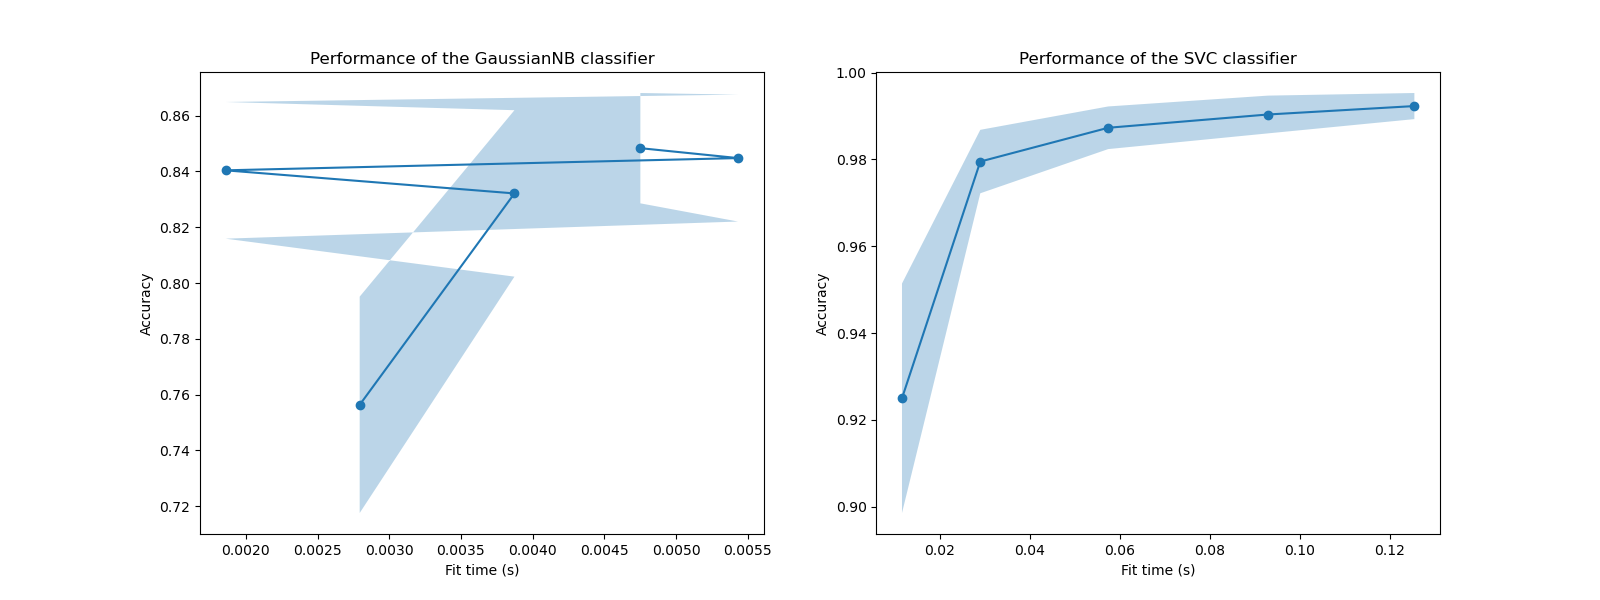 Performance of the GaussianNB classifier
Accuracy
0.86
0.84
0.82
0.80
0.78
0.76
0.74
0.72
0.0020 0.0025 0.0030 0.0035 0.0040 0.0045 0.0050 0.0055
Fit time (s)
Performance of the SVC classifier
Accuracy
1.00
0.98
0.96
0.94
0.92
0.90
0.02 0.04 0.06 0.08 0.10 0.12
Fit time (s)